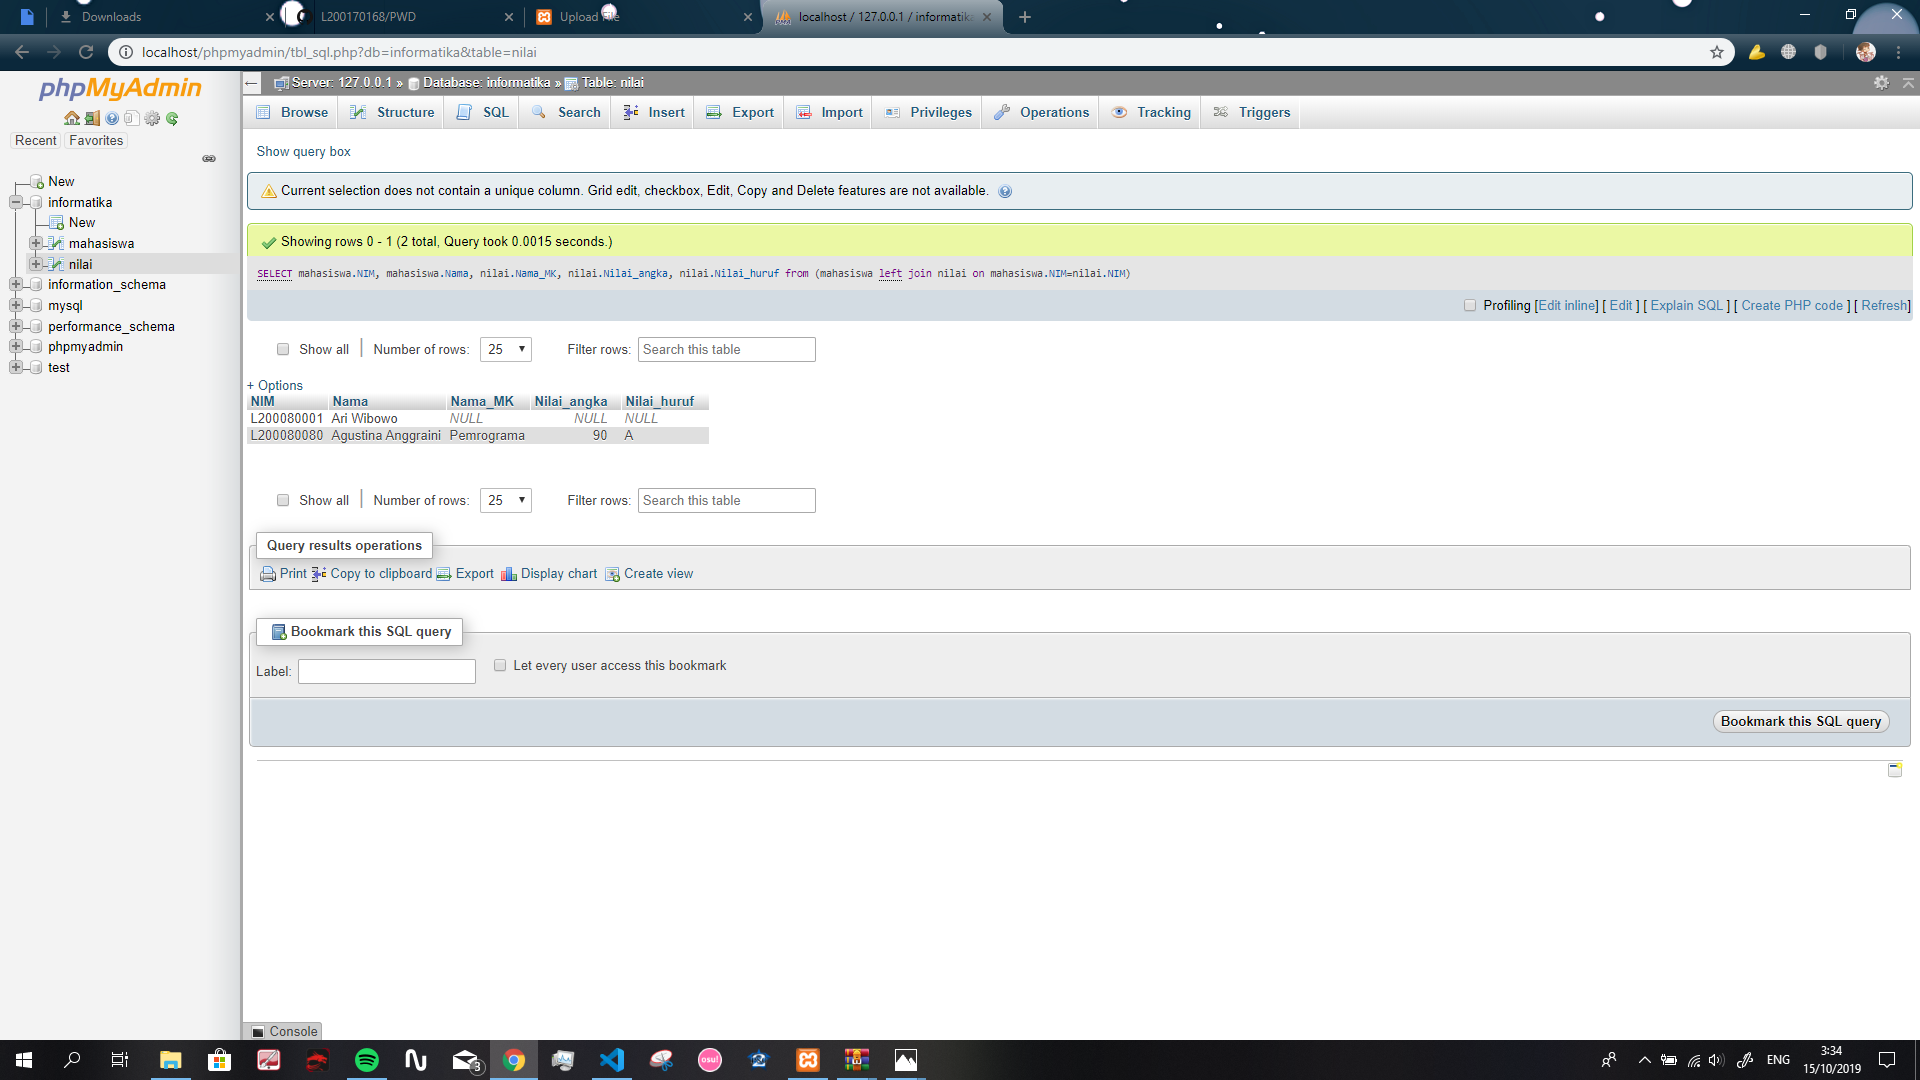 Downloads
L200170168/PWD
Upload File
localhost / 127.0.0.1 / informatika
localhost/phpmyadmin/tbl_sql.php?db=informatika&table=nilai
phpMyAdmin
Recent Favorites
New
informatika
New
mahasiswa
nilai
information_schema
mysql
performance_schema
phpmyadmin
test
Server: 127.0.0.1 » Database: informatika » Table: nilai
Browse Structure SQL Search Insert Export Import Privileges Operations Tracking Triggers
Show query box
Current selection does not contain a unique column. Grid edit, checkbox, Edit, Copy and Delete features are not available.
Showing rows 0 - 1 (2 total, Query took 0.0015 seconds.)
SELECT mahasiswa.NIM, mahasiswa.Nama, nilai.Nama_MK, nilai.Nilai_angka, nilai.Nilai_huruf from (mahasiswa left join nilai on mahasiswa.NIM=nilai.NIM)
Profiling [Edit inline] [ Edit ] [ Explain SQL ] [ Create PHP code ] [ Refresh]
Show all | Number of rows: 25 Filter rows: Search this table
+ Options
NIM Nama Nama_MK Nilai_angka Nilai_huruf
L200080001 Ari Wibowo NULL NULL NULL
L200080080 Agustina Anggraini Pemrograma 90 A
Show all | Number of rows: 25 Filter rows: Search this table
Query results operations
Print Copy to clipboard Export Display chart Create view
Bookmark this SQL query
Label: Let every user access this bookmark
Bookmark this SQL query
Console
osu!
3
ENG
3:34
15/10/2019